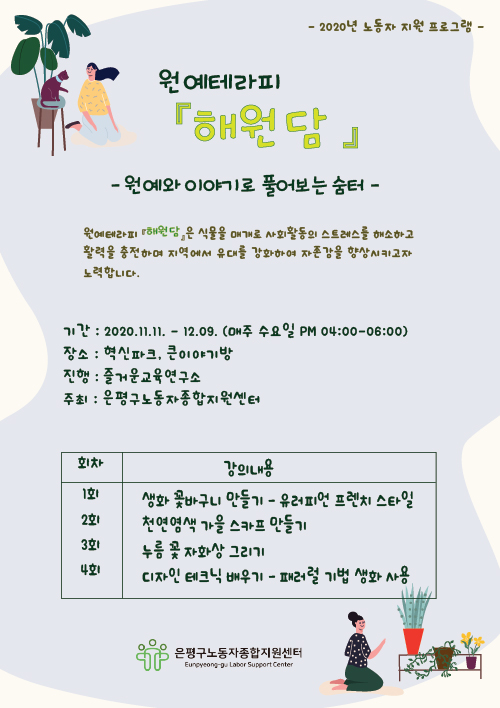 - 2020년 노동자 지원 프로그램 -
원예테라피
『해원담 』
- 원예와 이야기로 풀어보는 숨터 -
원예테라피 『해원담』은 식물을 매개로 사회활동의 스트레스를 해소하고
활력을 충전하며 지역에서 유대를 강화하여 자존감을 향상시키고자
노력합니다.
기간 : 2020.11.11. - 12.09. (매주 수요일 PM 04:00-06:00)
장소 : 혁신파크, 큰이야기방
진행 : 즐거운교육연구소
주최 : 은평구노동자종합지원센터
회차 강의내용
1회 생화 꽃바구니 만들기 - 유러피언 프렌치 스타일
2회 천연염색 가을 스카프 만들기
3회 누름 꽃 자화상 그리기
4회 디자인 테크닉 배우기 - 패러럴 기법 생화 사용
은평구노동자종합지원센터
Eunpyeong-gu Labor Support Center